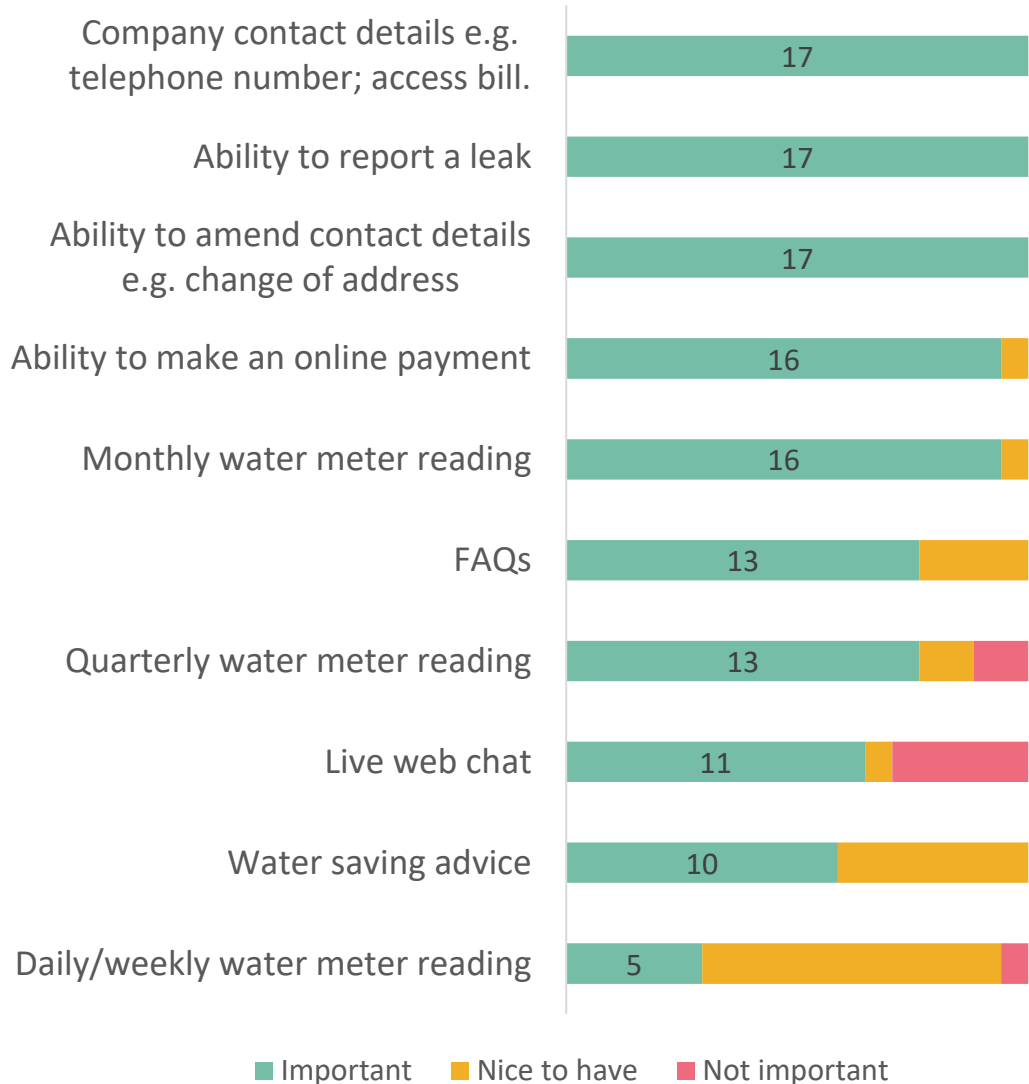 Company contact details e.g.
telephone number; access bill.
17
Ability to report a leak
17
Ability to amend contact details
e.g. change of address
17
Ability to make an online payment
16
Monthly water meter reading
16
FAQs
13
Quarterly water meter reading
13
Live web chat
11
Water saving advice
10
Daily/weekly water meter reading
5
Important Nice to have Not important